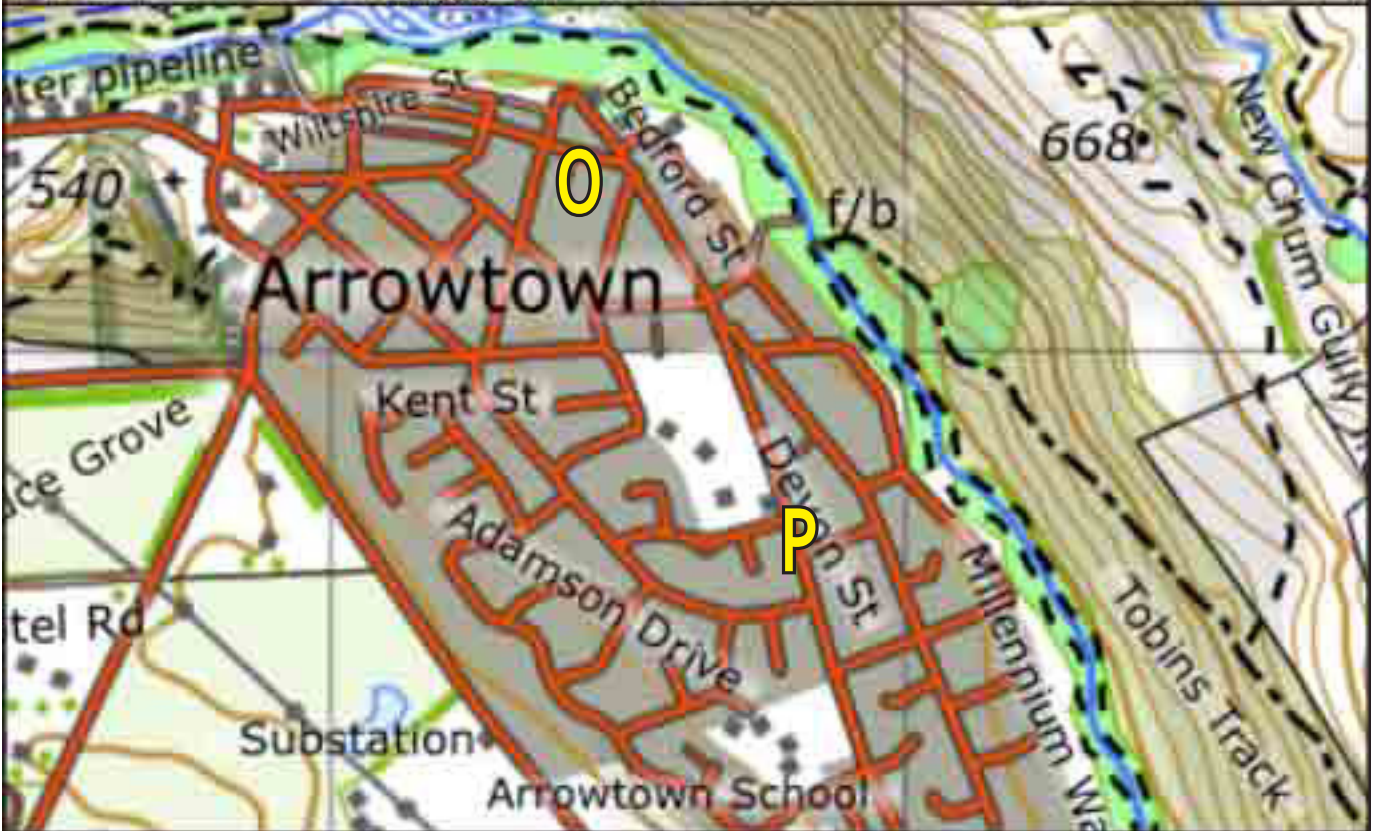 ter pipeline
Wiltshire St
Bedford St
New Chum Gully
668
540
O
f/b
Arrowtown
Kent St
ce Grove
Devon St
P
Adamson Drive
Millennium Wa
tel Rd
Tobins Track
Substation
Arrowtown School